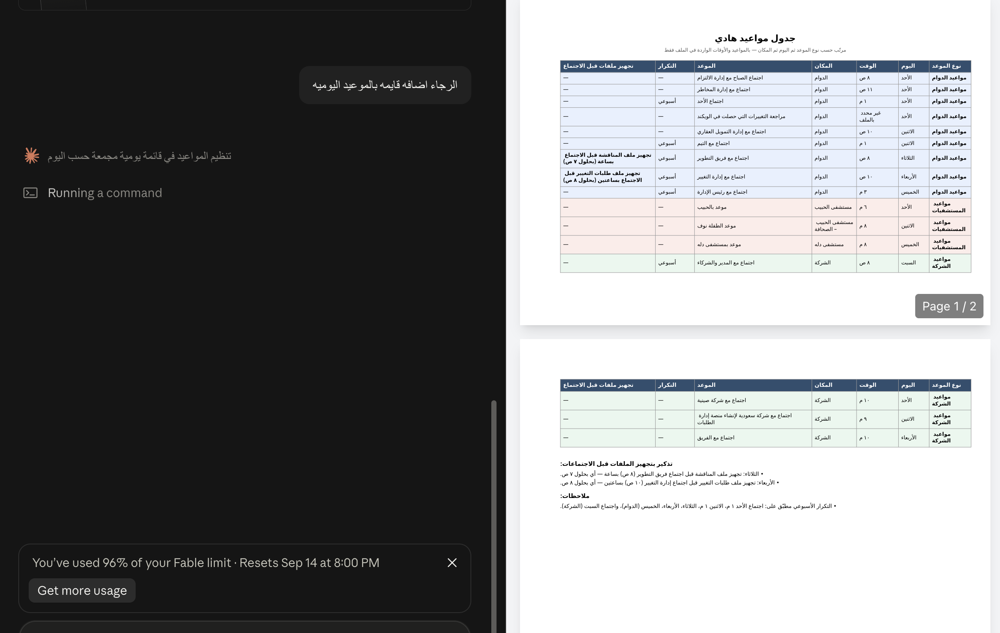 الرجاء اضافه قايمه بالموعيد اليوميه
تنظيم المواعيد في قائمة يومية مجمعة حسب اليوم
Running a command
You've used 96% of your Fable limit · Resets Sep 14 at 8:00 PM
Get more usage
جدول مواعيد هادي
مرتّب حسب نوع الموعد ثم اليوم ثم المكان — بالمواعيد والأوقات الواردة في الملف فقط
نوع الموعد اليوم الوقت المكان الموعد التكرار تجهيز ملفات قبل الاجتماع
مواعيد الدوام الأحد ٨ ص الدوام اجتماع الصباح مع إدارة الالتزام — —
مواعيد الدوام الأحد ١١ ص الدوام اجتماع مع إدارة المخاطر — —
مواعيد الدوام الأحد ١ م الدوام اجتماع الأحد أسبوعي —
مواعيد الدوام الأحد غير محدد بالملف الدوام مراجعة التغييرات التي حصلت في الويكند — —
مواعيد الدوام الاثنين ١٠ ص الدوام اجتماع مع إدارة التمويل العقاري — —
مواعيد الدوام الاثنين ١ م الدوام اجتماع مع التيم أسبوعي —
مواعيد الدوام الثلاثاء ٨ ص الدوام اجتماع مع فريق التطوير أسبوعي تجهيز ملف المناقشة قبل الاجتماع بساعة (بحلول ٧ ص)
مواعيد الدوام الأربعاء ١٠ ص الدوام اجتماع مع إدارة التغيير أسبوعي تجهيز ملف طلبات التغيير قبل الاجتماع بساعتين (بحلول ٨ ص)
مواعيد الدوام الخميس ٣ م الدوام اجتماع مع رئيس الإدارة أسبوعي —
مواعيد المستشفيات الأحد ٦ م مستشفى الحبيب موعد بالحبيب — —
مواعيد المستشفيات الاثنين ٨ م مستشفى الحبيب – الصحافة موعد الطفلة نوف — —
مواعيد المستشفيات الخميس ٨ م مستشفى دله موعد بمستشفى دله — —
مواعيد الشركة السبت ٨ ص الشركة اجتماع مع المدير والشركاء أسبوعي —
Page 1 / 2
نوع الموعد اليوم الوقت المكان الموعد التكرار تجهيز ملفات قبل الاجتماع
مواعيد الشركة الأحد ١٠ م الشركة اجتماع مع شركة صينية — —
مواعيد الشركة الاثنين ٩ م الشركة اجتماع مع شركة سعودية لإنشاء منصة إدارة الطلبات — —
مواعيد الشركة الأربعاء ١٠ م الشركة اجتماع مع الفريق — —
تذكير بتجهيز الملفات قبل الاجتماعات:
• الثلاثاء: تجهيز ملف المناقشة قبل اجتماع فريق التطوير (٨ ص) بساعة — أي بحلول ٧ ص.
• الأربعاء: تجهيز ملف طلبات التغيير قبل اجتماع إدارة التغيير (١٠ ص) بساعتين — أي بحلول ٨ ص.
ملاحظات:
• التكرار الأسبوعي مطبّق على: اجتماع الأحد ١ م، الاثنين ١ م، الثلاثاء، الأربعاء، الخميس (الدوام)، واجتماع السبت (الشركة).